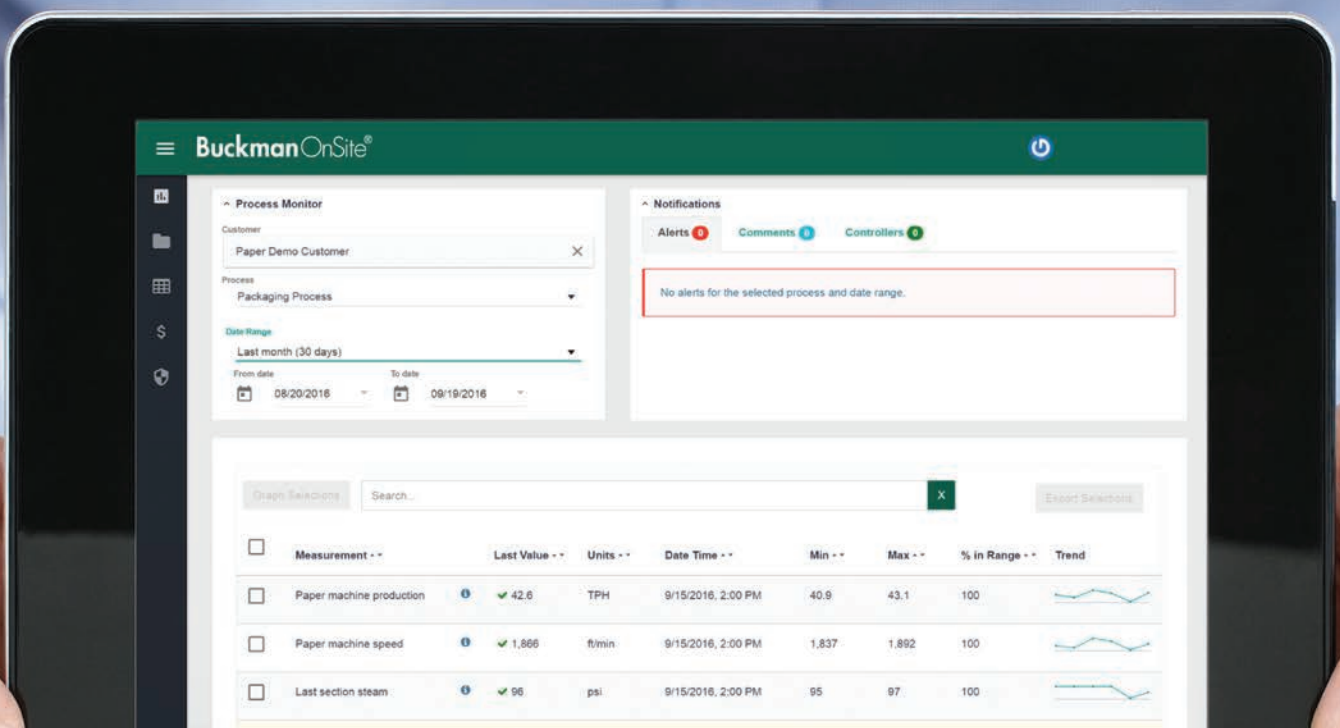 Buckman OnSite®
Process Monitor
Customer
Paper Demo Customer
Process
Packaging Process
Date Range
Last month (30 days)
From date To date
08/20/2016 09/19/2016
Notifications
Alerts 0 Comments 0 Controllers 0
No alerts for the selected process and date range.
Graph Selections Search... X Export Selections
Measurement Last Value Units Date Time Min Max % in Range Trend
Paper machine production 42.6 TPH 9/15/2016, 2:00 PM 40.9 43.1 100
Paper machine speed 1,866 ft/min 9/15/2016, 2:00 PM 1,837 1,892 100
Last section steam 96 psi 9/15/2016, 2:00 PM 95 97 100